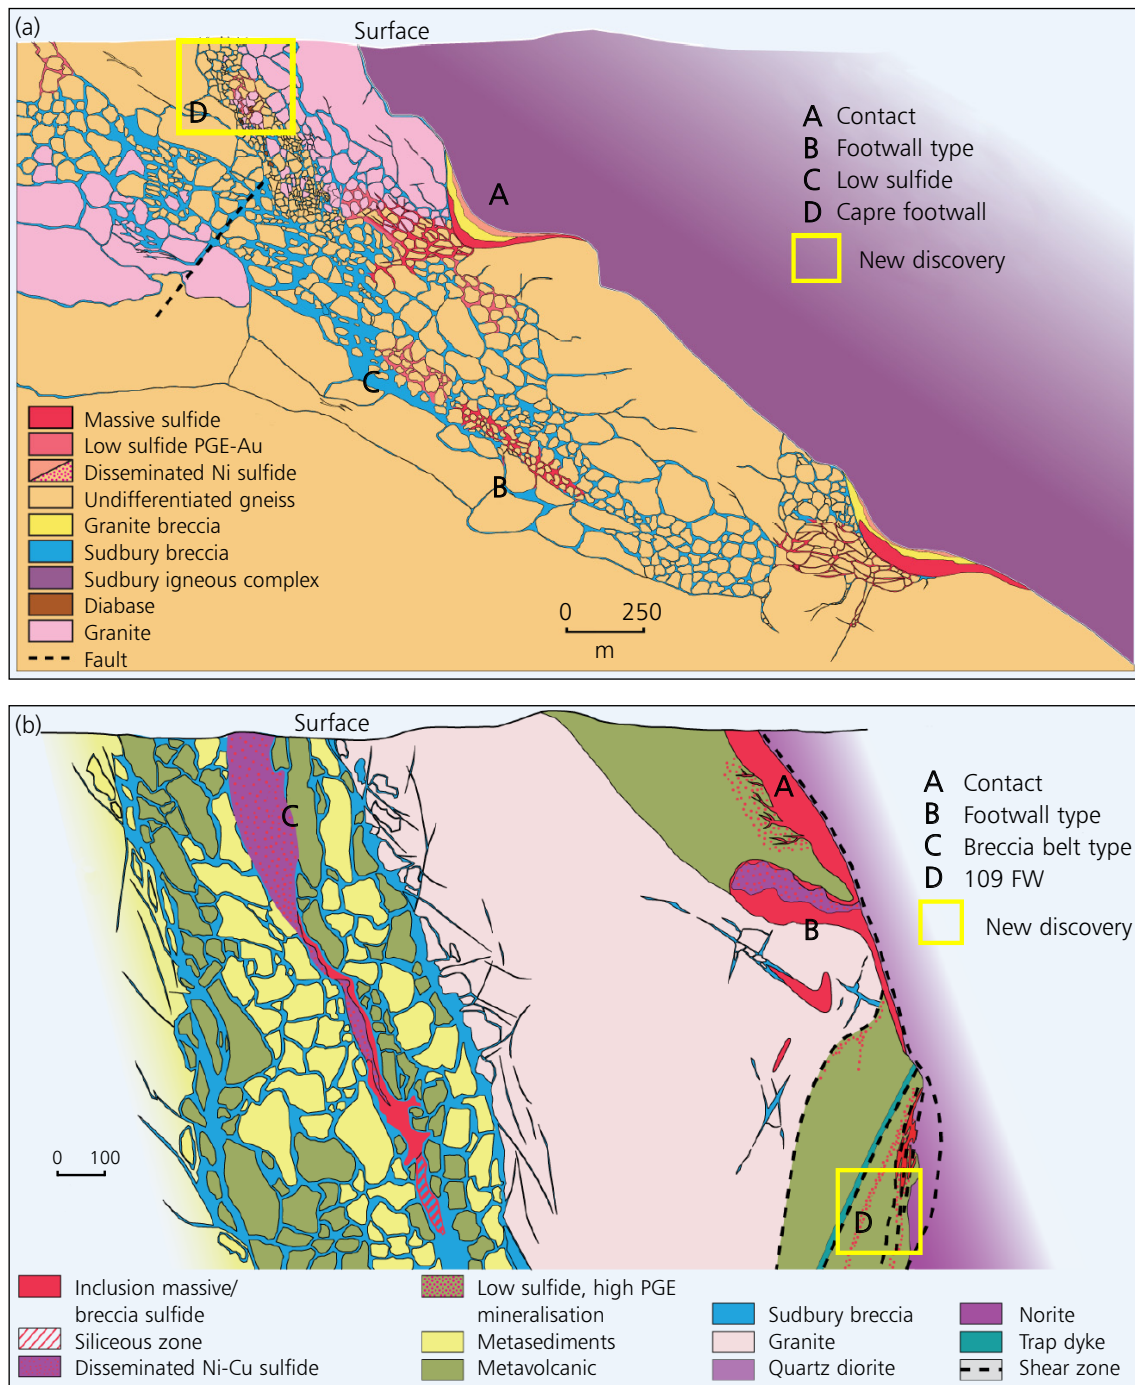 (a)
Surface
A Contact
B Footwall type
C Low sulfide
D Capre footwall
New discovery
D
A
C
B
Massive sulfide
Low sulfide PGE-Au
Disseminated Ni sulfide
Undifferentiated gneiss
Granite breccia
Sudbury breccia
Sudbury igneous complex
Diabase
Granite
Fault
0 250
m
(b)
Surface
A Contact
B Footwall type
C Breccia belt type
D 109 FW
New discovery
A
C
B
D
0 100
Inclusion massive/
breccia sulfide
Siliceous zone
Disseminated Ni-Cu sulfide
Low sulfide, high PGE
mineralisation
Metasediments
Metavolcanic
Sudbury breccia
Granite
Quartz diorite
Norite
Trap dyke
Shear zone